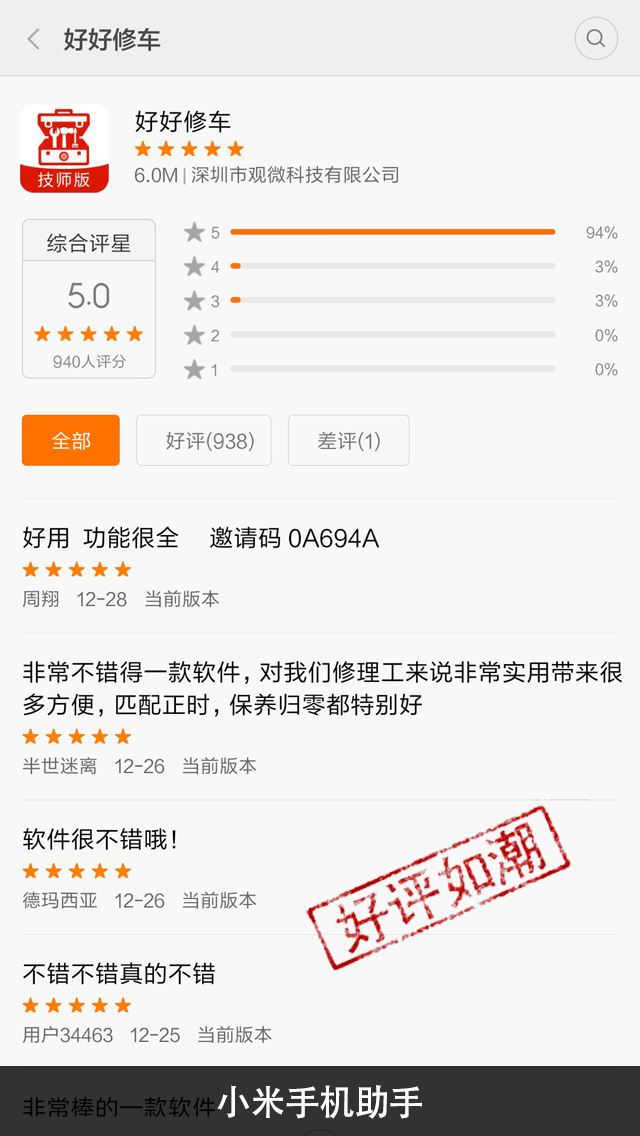 好好修车
好好修车
技师版
6.0M | 深圳市观微科技有限公司
综合评星
5.0
940人评分
5 94%
4 3%
3 3%
2 0%
1 0%
全部 好评(938) 差评(1)
好用 功能很全 邀请码 0A694A
周翔 12-28 当前版本
非常不错得一款软件，对我们修理工来说非常实用带来很
多方便，匹配正时，保养归零都特别好
半世迷离 12-26 当前版本
软件很不错哦！
德玛西亚 12-26 当前版本
好评如潮
不错不错真的不错
用户34463 12-25 当前版本
非常棒的一款软件
小米手机助手